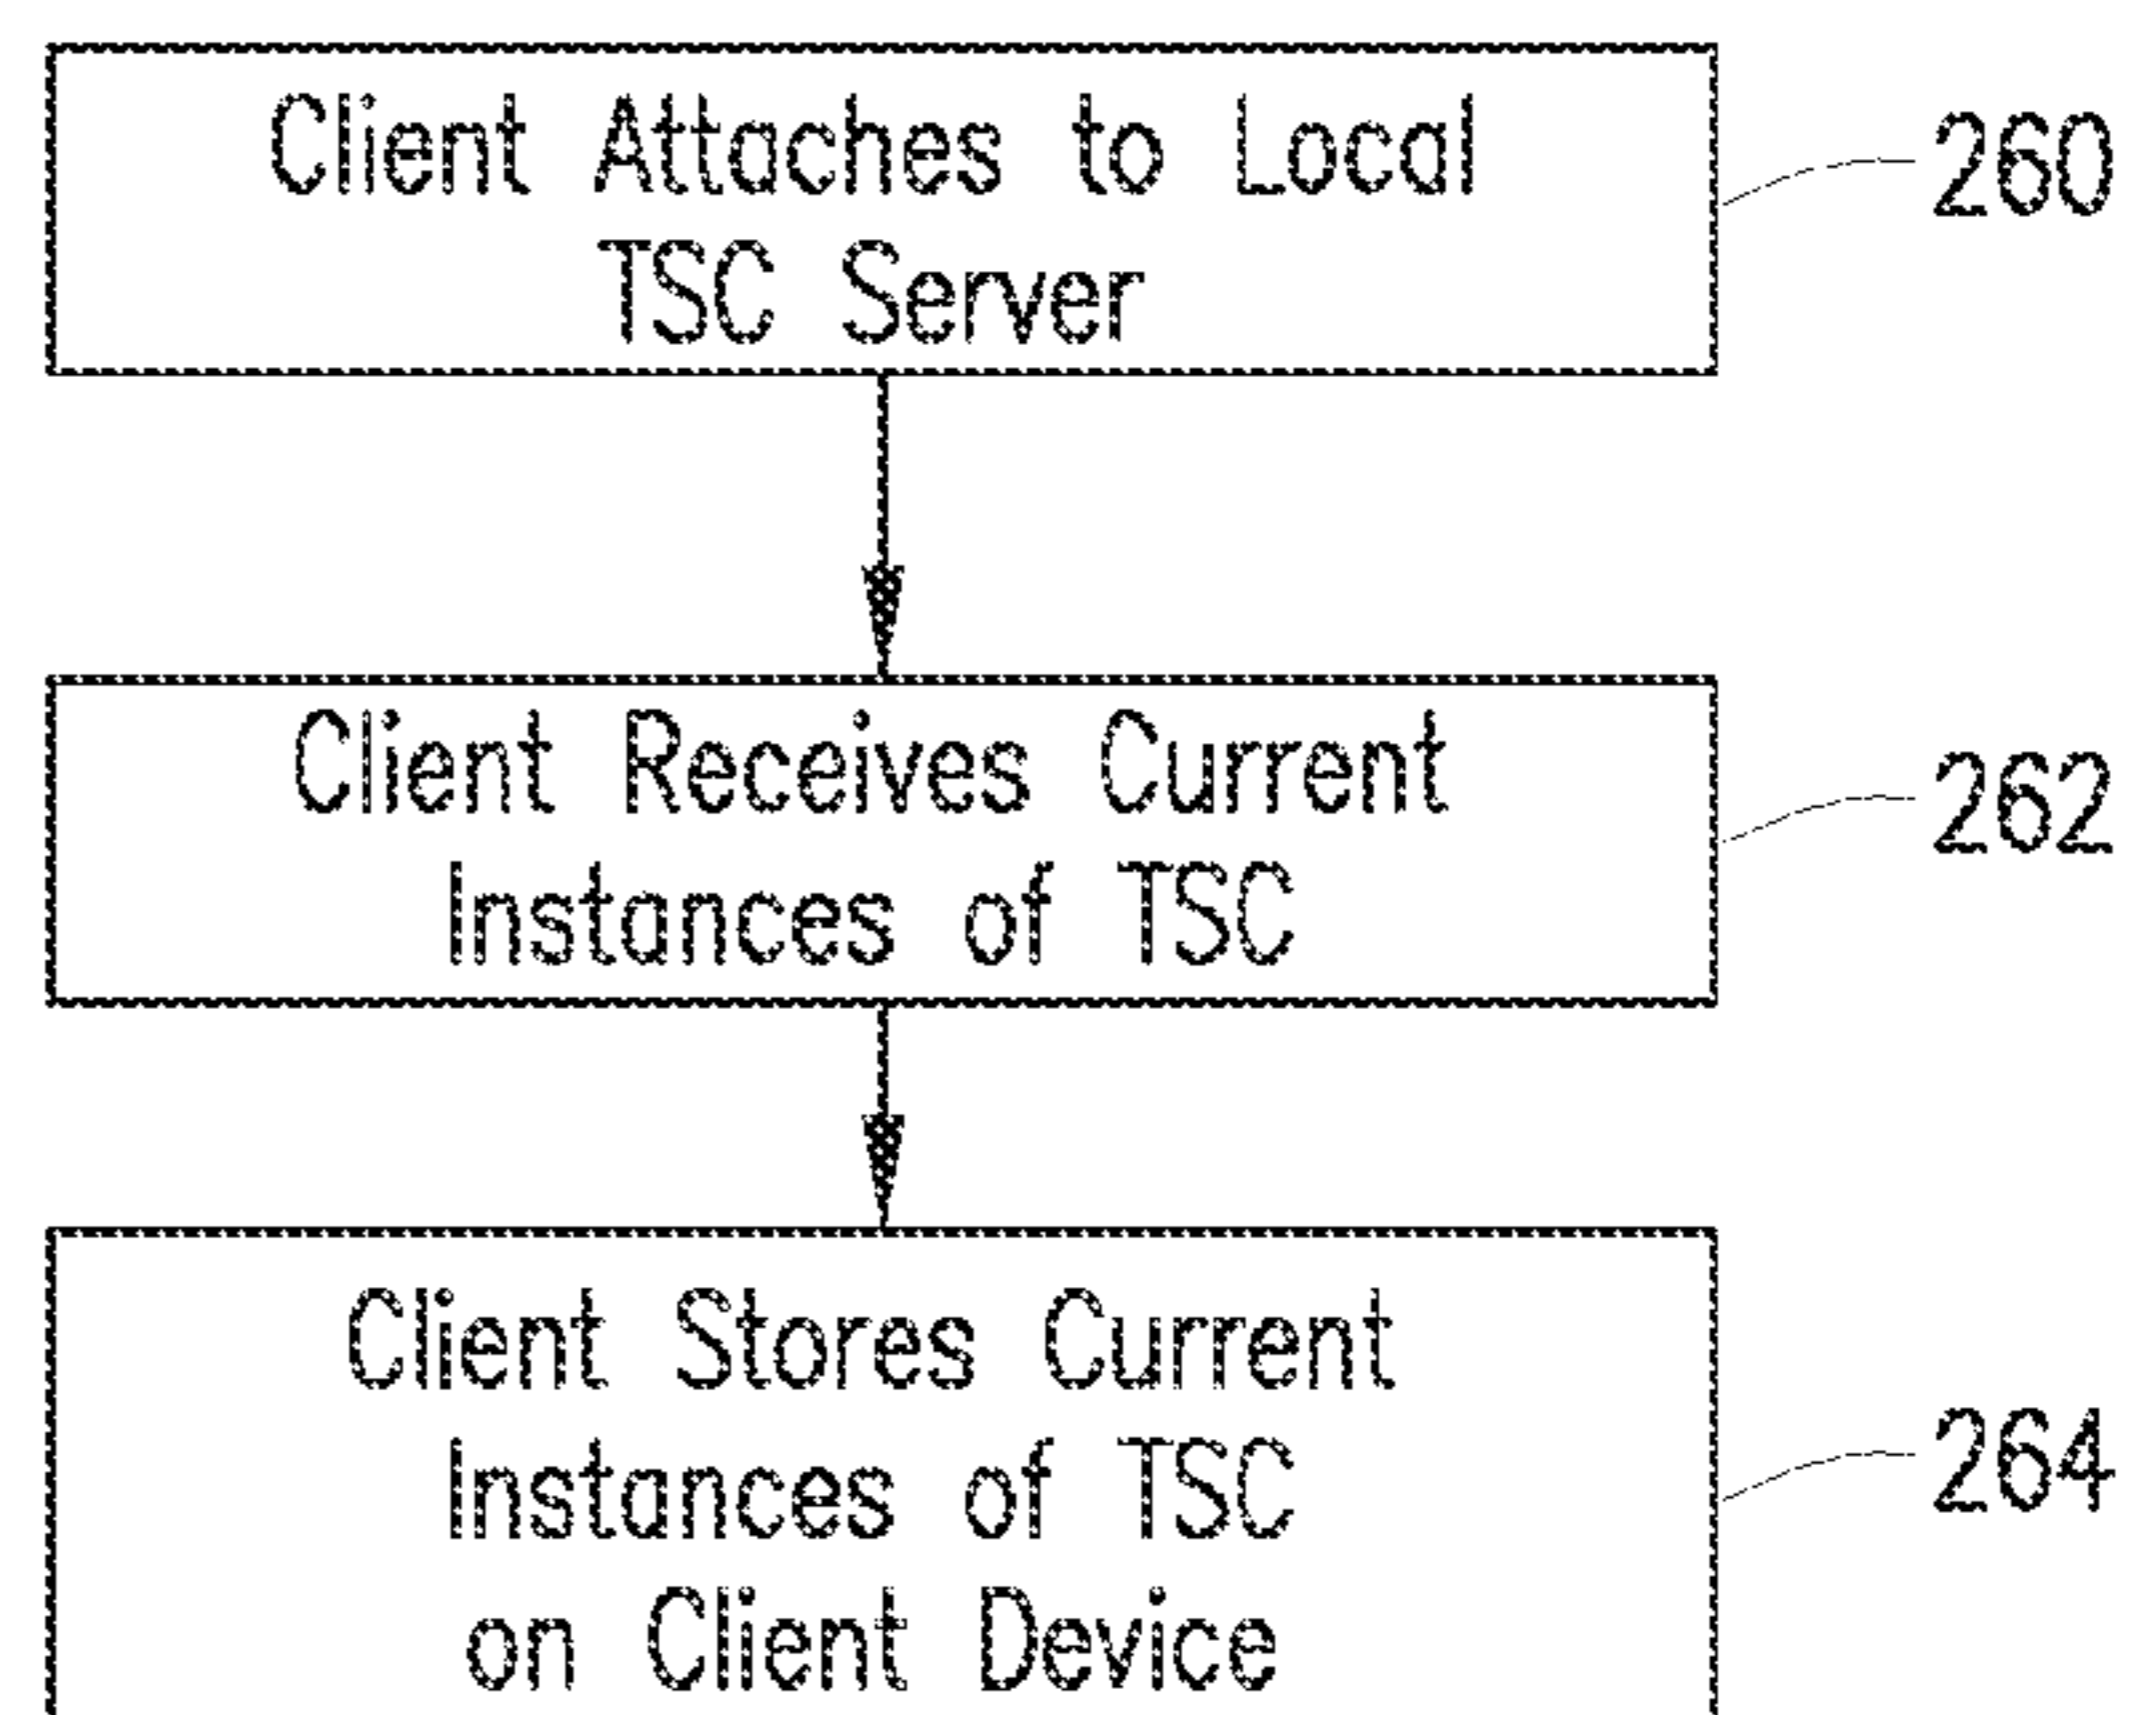 Client Attaches to Local
TSC Server
260
Client Receives Current
Instances of TSC
262
Client Stores Current
Instances of TSC
on Client Device
264